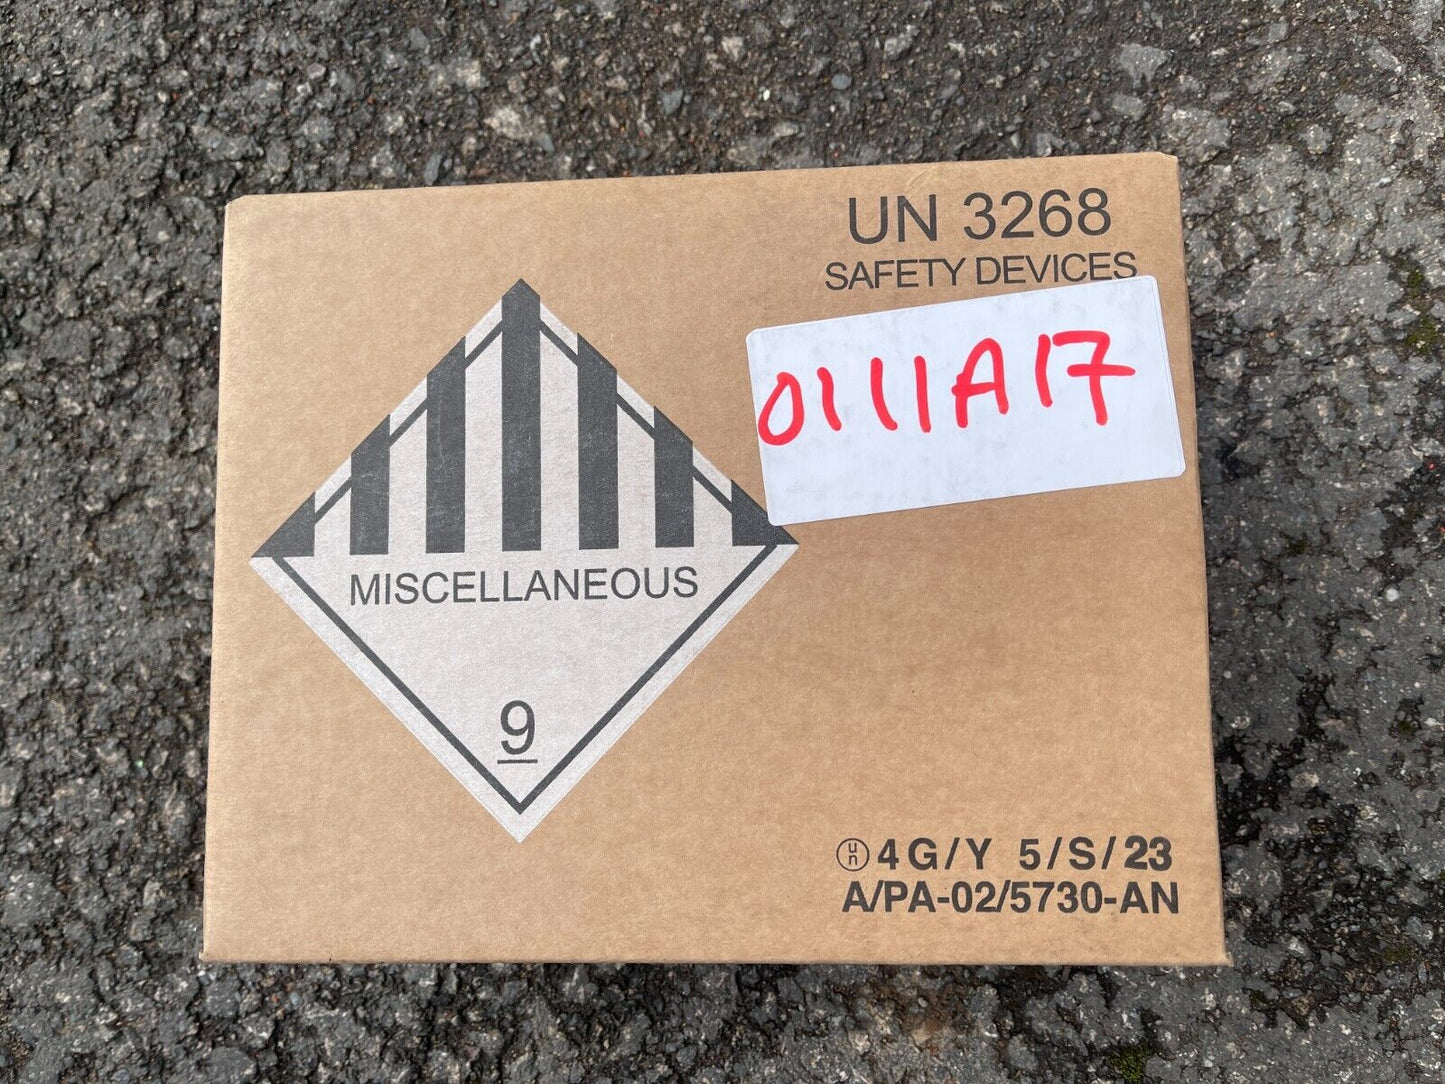 UN 3268
SAFETY DEVICES
0111A17
MISCELLANEOUS
9
un 4G/Y 5/S/23
A/PA-02/5730-AN